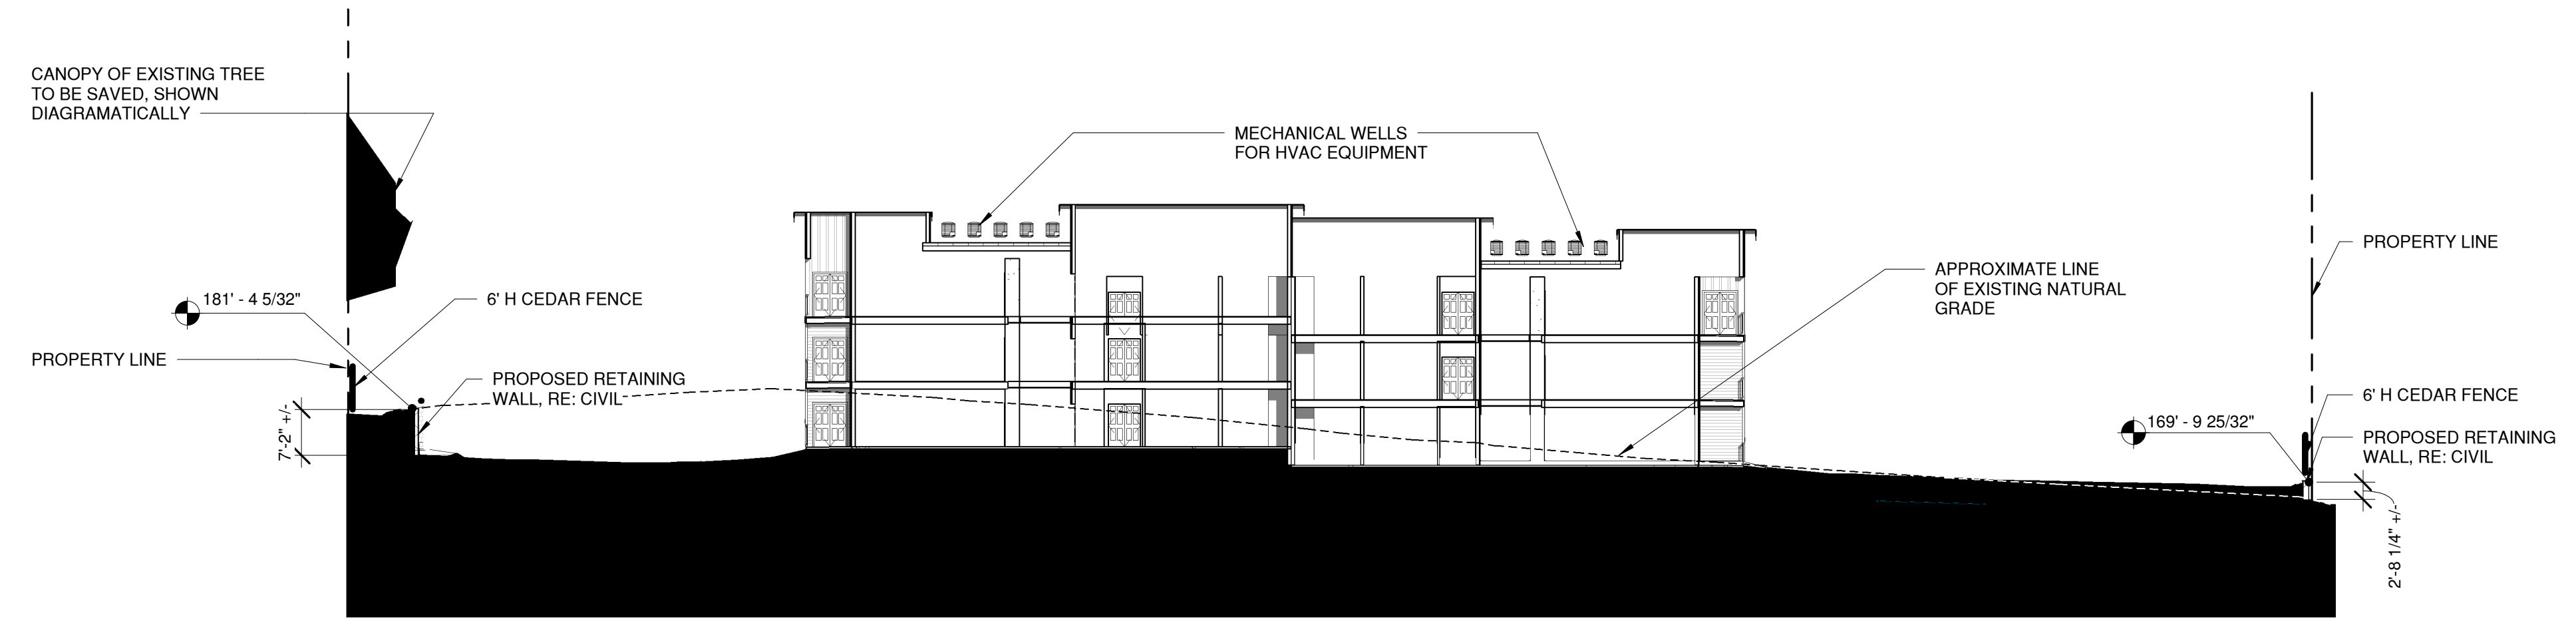 CANOPY OF EXISTING TREE
TO BE SAVED, SHOWN
DIAGRAMATICALLY
MECHANICAL WELLS
FOR HVAC EQUIPMENT
PROPERTY LINE
APPROXIMATE LINE
OF EXISTING NATURAL
GRADE
181' - 4 5/32"
6' H CEDAR FENCE
PROPERTY LINE
PROPOSED RETAINING
WALL, RE: CIVIL
7'-2" +/-
6' H CEDAR FENCE
169' - 9 25/32"
PROPOSED RETAINING
WALL, RE: CIVIL
2'-8 1/4" +/-